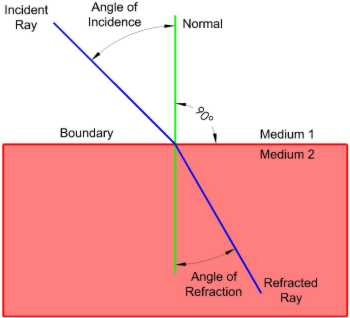 Incident
Ray
Angle of
Incidence
Normal
90°
Boundary
Medium 1
Medium 2
Angle of
Refraction
Refracted
Ray